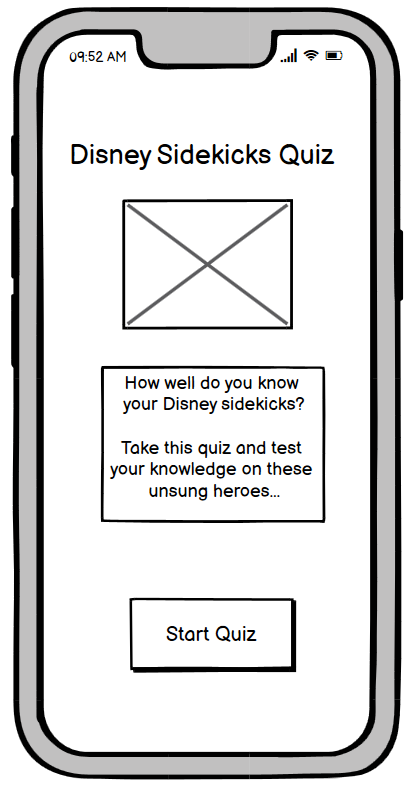 09:52 AM
Disney Sidekicks Quiz
How well do you know
your Disney sidekicks?
Take this quiz and test
your knowledge on these
unsung heroes...
Start Quiz